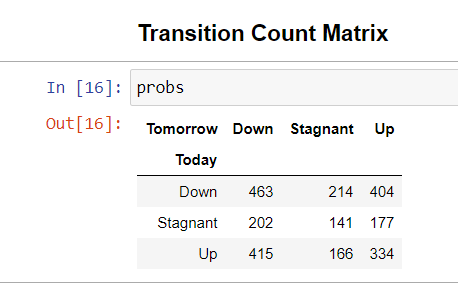 Transition Count Matrix
In [16]: probs
Out[16]:
Tomorrow Down Stagnant Up
Today
Down 463 214 404
Stagnant 202 141 177
Up 415 166 334